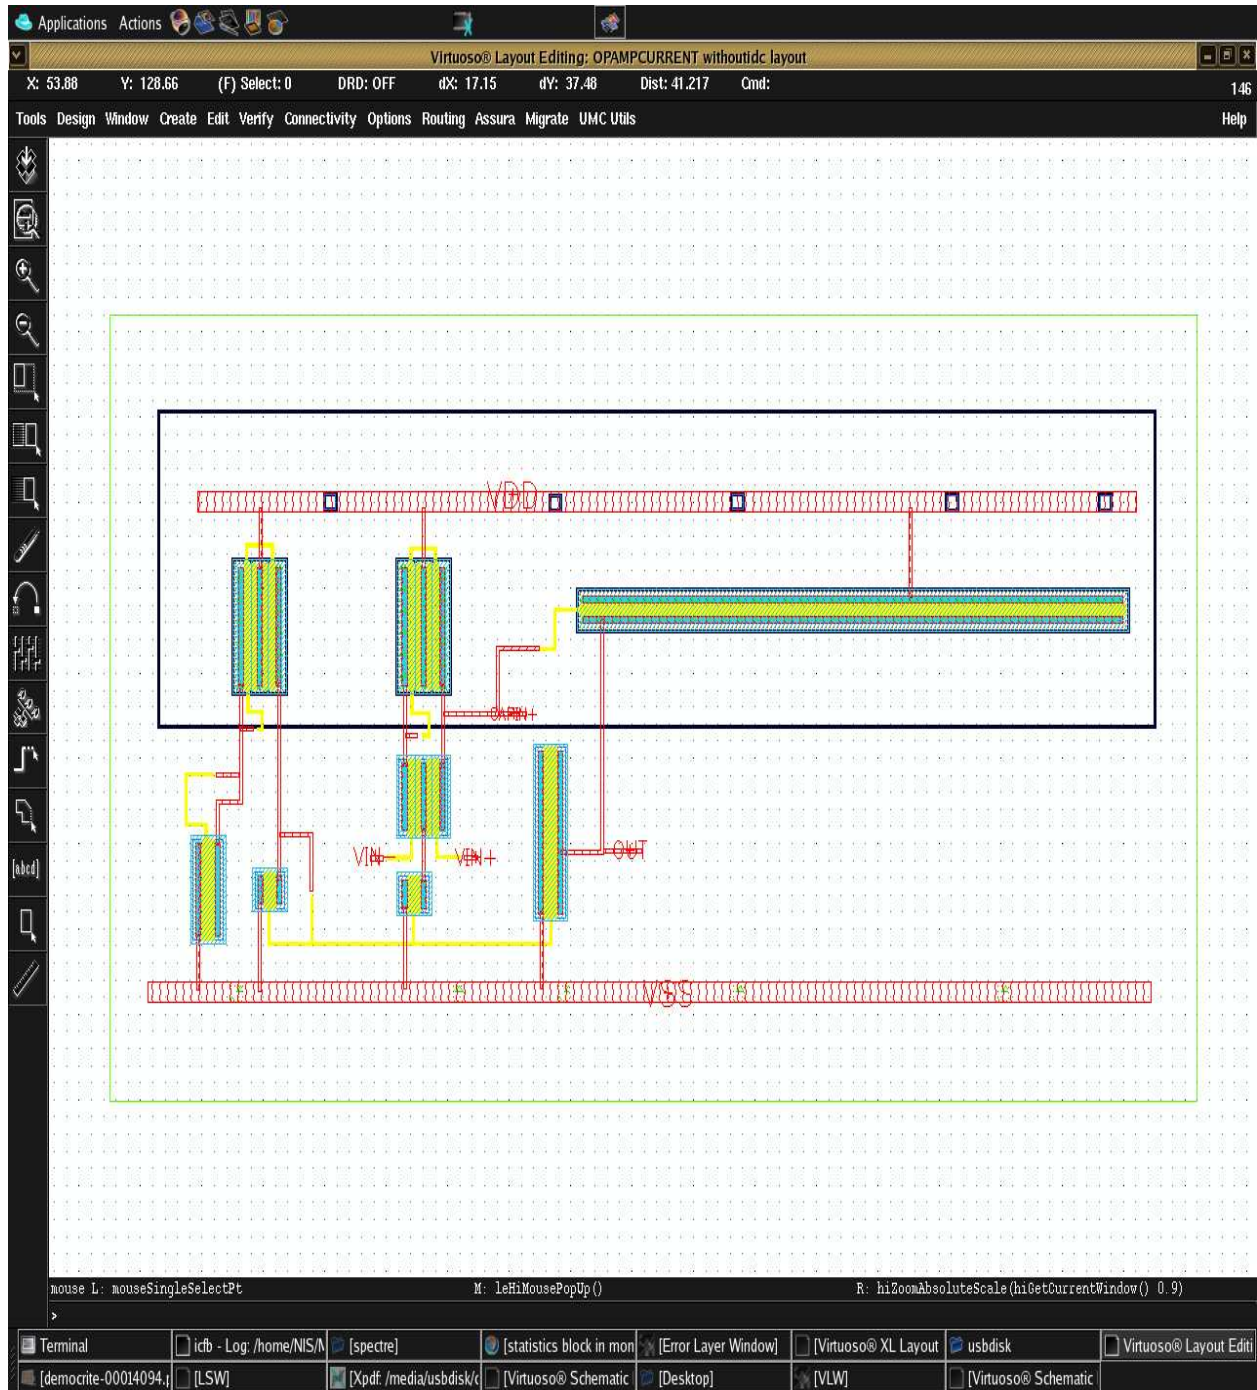 Applications Actions
Virtuoso® Layout Editing: OPAMPCURRENT withoutidc layout
X: 53.88 Y: 128.66 (F) Select: 0 DRD: OFF dX: 17.15 dY: 37.48 Dist: 41.217 Cmd:
146
Tools Design Window Create Edit Verify Connectivity Options Routing Assura Migrate UMC Utils Help
VDD
VIN- VIN+ OUT
[abcd]
VSS
mouse L: mouseSingleSelectPt M: leHiMousePopUp() R: hiZoomAbsoluteScale(hiGetCurrentWindow() 0.9)
>
Terminal icfb - Log: /home/NIS/M [spectre] [statistics block in mon [Error Layer Window] [Virtuoso® XL Layout usbdisk Virtuoso® Layout Editi
[democrite-00014094.p [LSW] [Xpdf: /media/usbdisk/c [Virtuoso® Schematic [Desktop] [VLW] [Virtuoso® Schematic